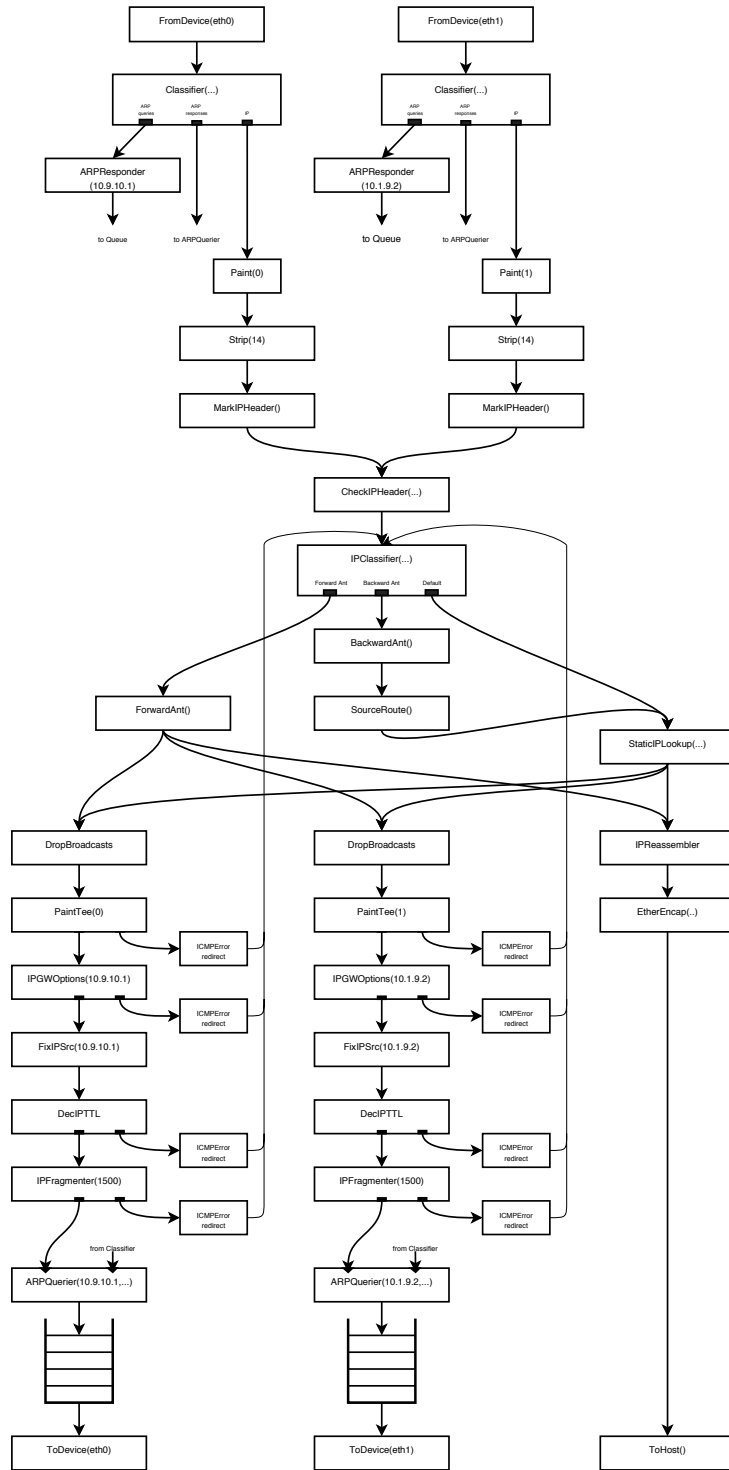 FromDevice(eth0)
FromDevice(eth1)
Classifier(...)
Classifier(...)
ARP
queries
ARP
responses
IP
ARP
queries
ARP
responses
IP
ARPResponder
(10.9.10.1)
ARPResponder
(10.1.9.2)
to Queue
to ARPQuerier
to Queue
to ARPQuerier
Paint(0)
Paint(1)
Strip(14)
Strip(14)
MarkIPHeader()
MarkIPHeader()
CheckIPHeader(...)
IPClassifier(...)
Forward Ant
Backward Ant
Default
BackwardAnt()
ForwardAnt()
SourceRoute()
StaticIPLookup(...)
DropBroadcasts
DropBroadcasts
IPReassembler
PaintTee(0)
PaintTee(1)
EtherEncap(..)
ICMPError
redirect
ICMPError
redirect
IPGWOptions(10.9.10.1)
IPGWOptions(10.1.9.2)
ICMPError
redirect
ICMPError
redirect
FixIPSrc(10.9.10.1)
FixIPSrc(10.1.9.2)
DecIPTTL
DecIPTTL
ICMPError
redirect
ICMPError
redirect
IPFragmenter(1500)
IPFragmenter(1500)
ICMPError
redirect
ICMPError
redirect
from Classifier
from Classifier
ARPQuerier(10.9.10.1,...)
ARPQuerier(10.1.9.2,...)
ToDevice(eth0)
ToDevice(eth1)
ToHost()